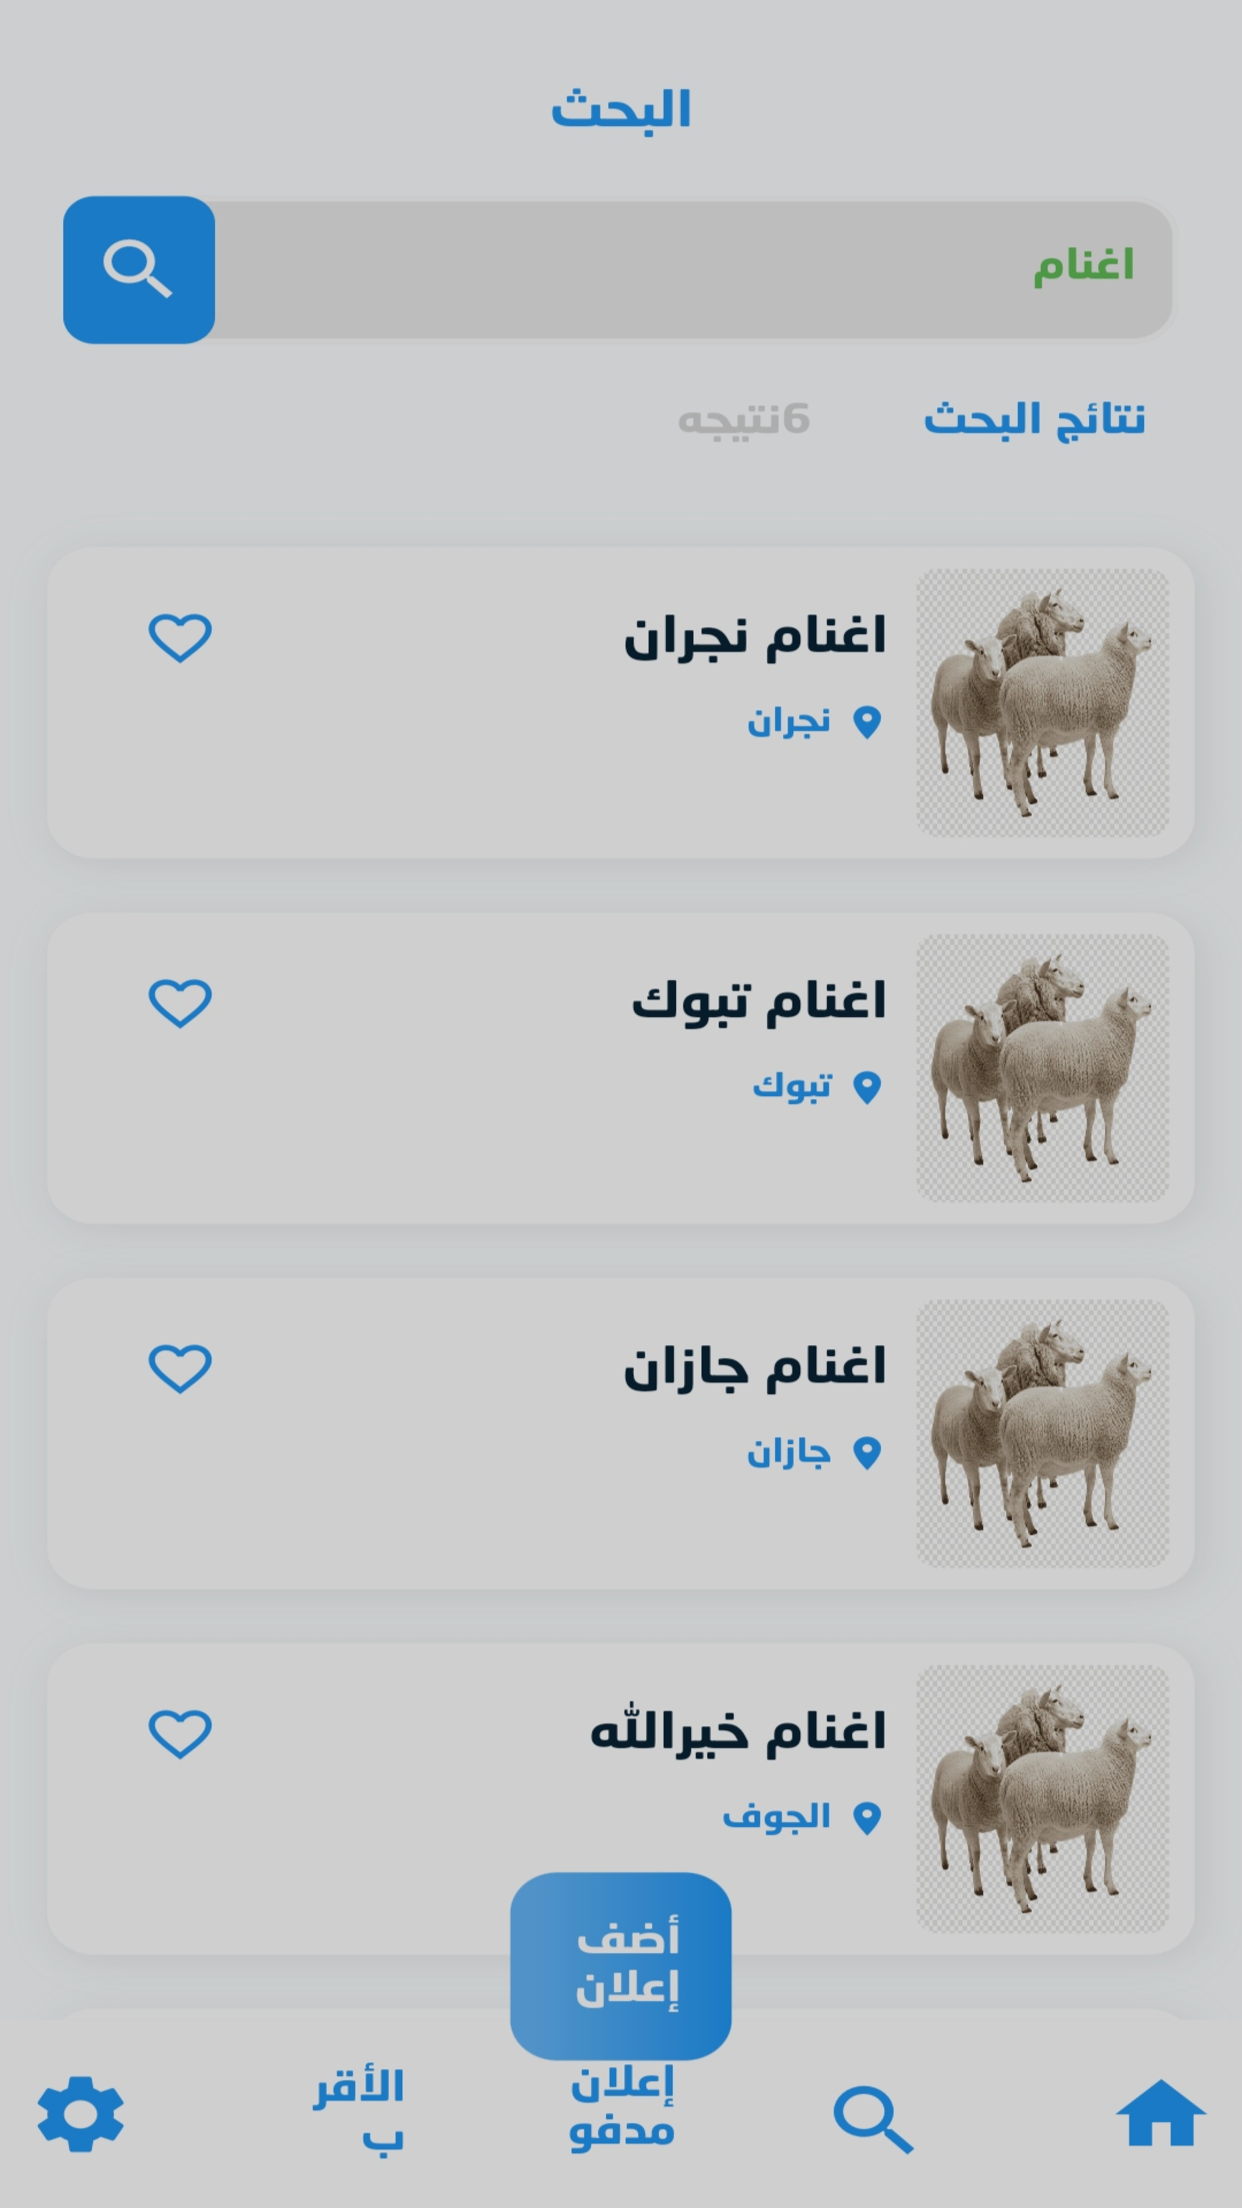 البحث
اغنام
نتائج البحث
6نتيجه
اغنام نجران
نجران
اغنام تبوك
تبوك
اغنام جازان
جازان
اغنام خيرالله
الجوف
أضف
إعلان
إعلان
مدفو
الأقر
ب